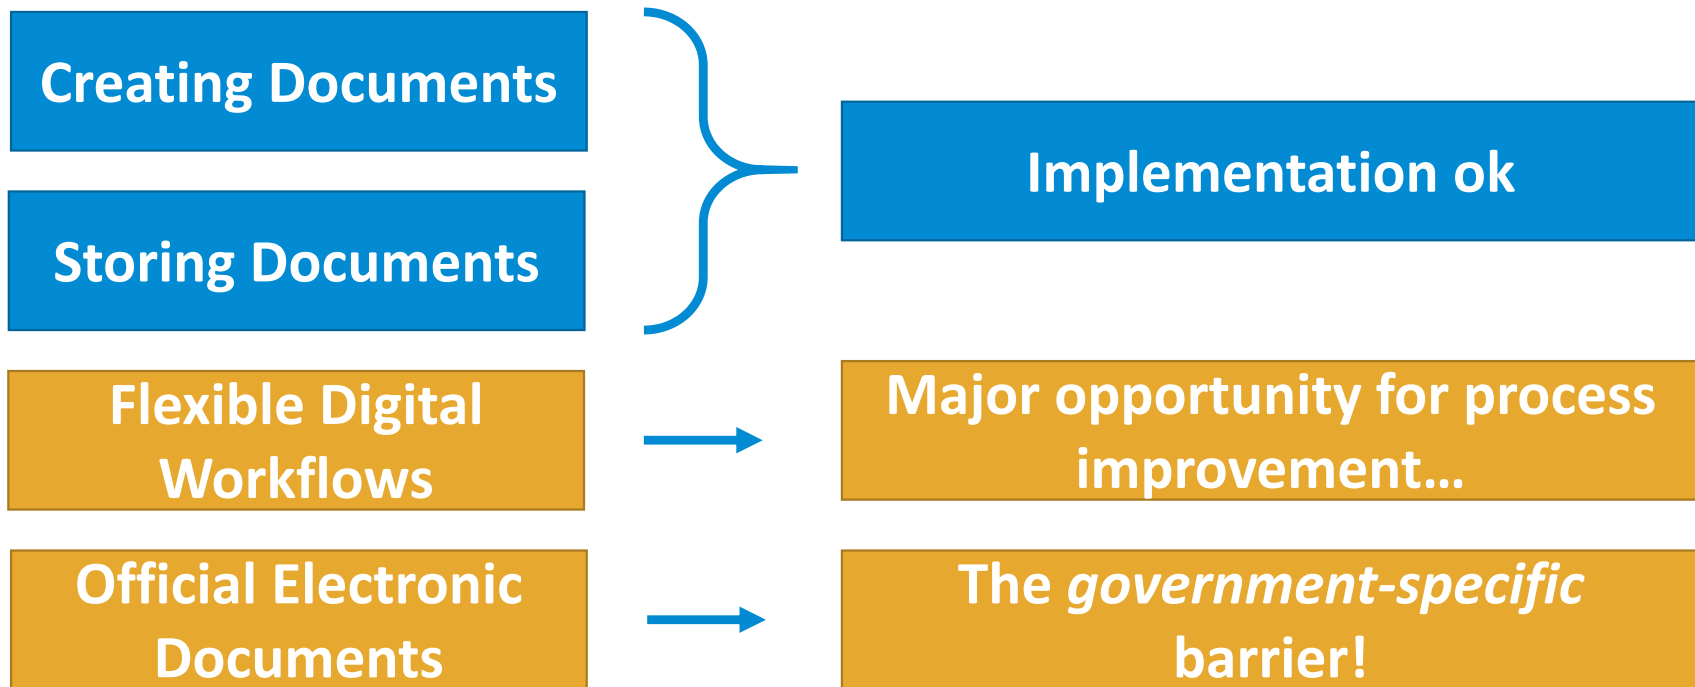 Creating Documents
Storing Documents
Implementation ok
Flexible Digital
Workflows
Major opportunity for process
improvement…
Official Electronic
Documents
The government-specific
barrier!